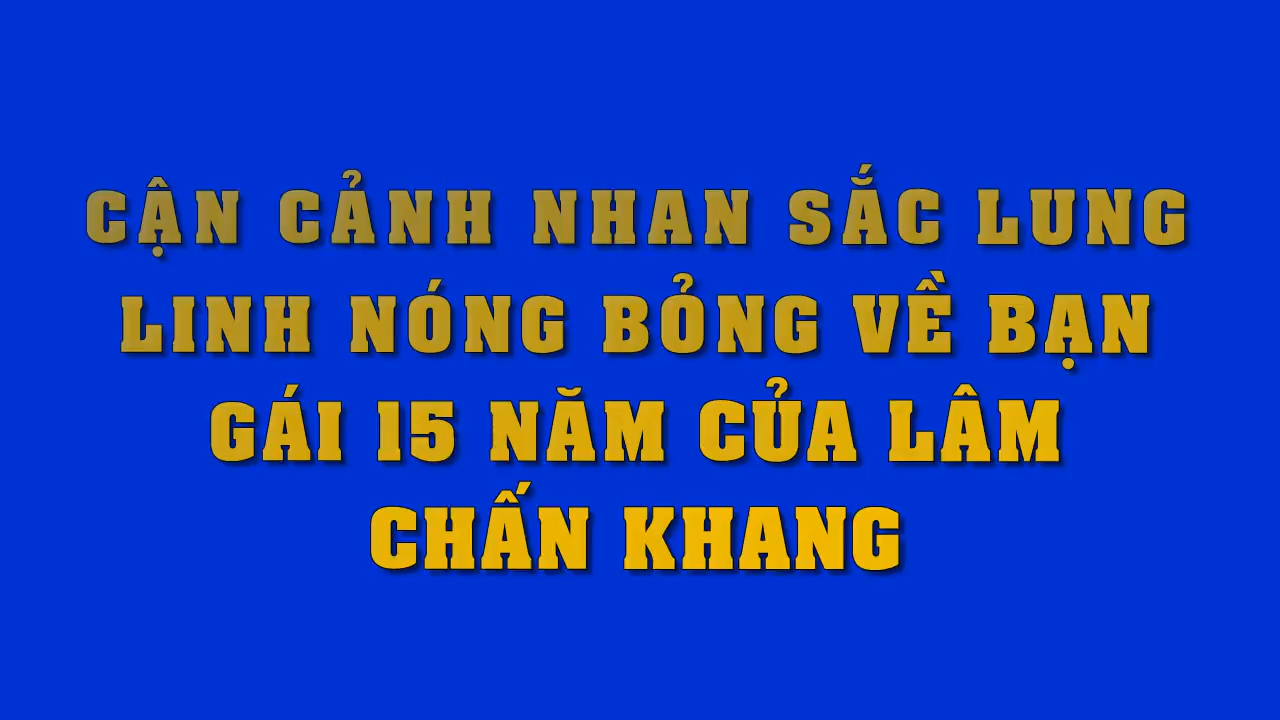 CẬN CẢNH NHAN SẮC LUNG
LINH NÓNG BỎNG VỀ BẠN
GÁI 15 NĂM CỦA LÂM
CHẤN KHANG